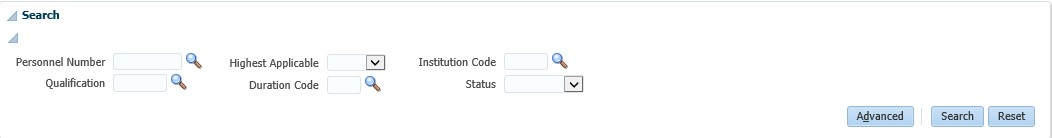 Search
Personnel Number Highest Applicable Institution Code
Qualification Duration Code Status
Advanced Search Reset